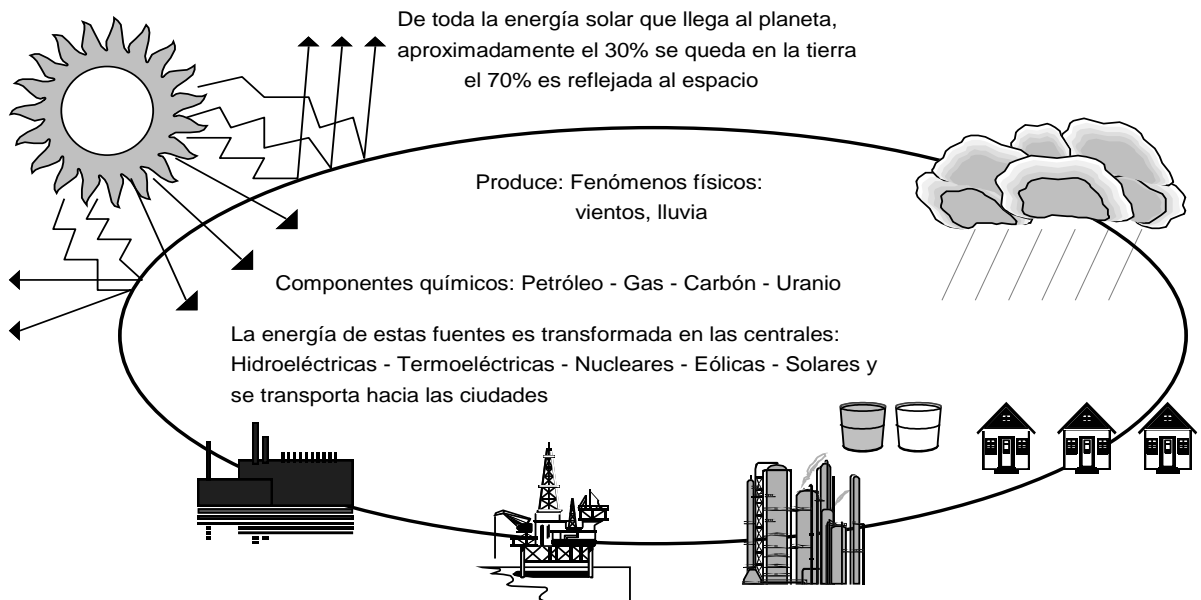 De toda la energía solar que llega al planeta,
aproximadamente el 30% se queda en la tierra
el 70% es reflejada al espacio
Produce: Fenómenos físicos:
vientos, lluvia
Componentes químicos: Petróleo - Gas - Carbón - Uranio
La energía de estas fuentes es transformada en las centrales:
Hidroeléctricas - Termoeléctricas - Nucleares - Eólicas - Solares y
se transporta hacia las ciudades